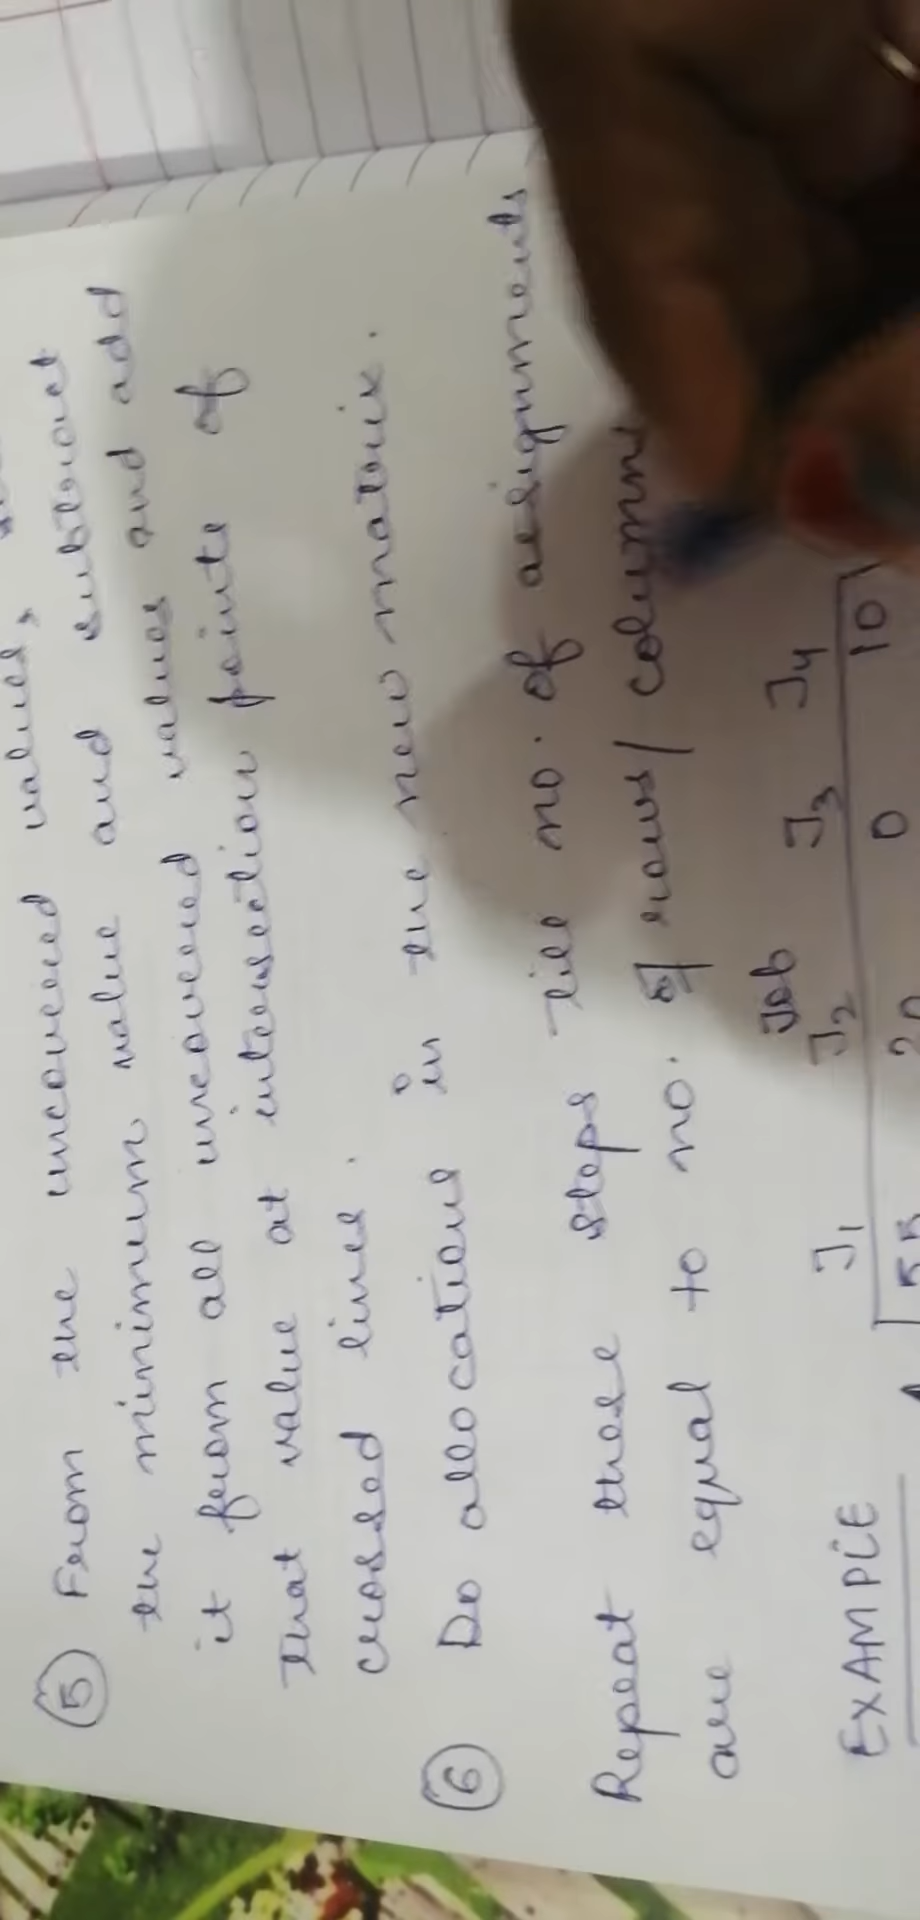 ⑤ From the uncovered values,
the minimum value and subtract
it from all uncovered values and add
that value at intersection points of
crossed lines.
⑥ Do allocations in the new matrix.
Repeat these steps till no. of assignments
are equal to no. of rows/column
EXAMPLE
Job
J1 J2 J3 J4
0 10